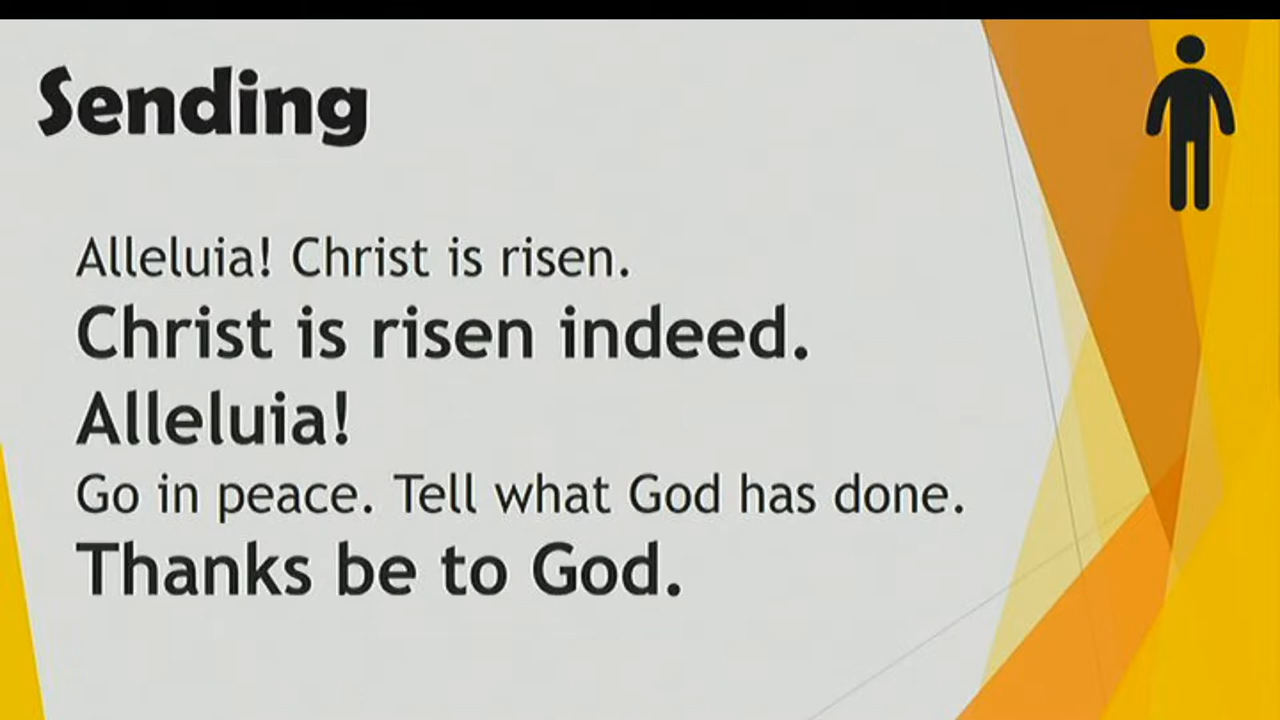 Sending
Alleluia! Christ is risen.
Christ is risen indeed.
Alleluia!
Go in peace. Tell what God has done.
Thanks be to God.